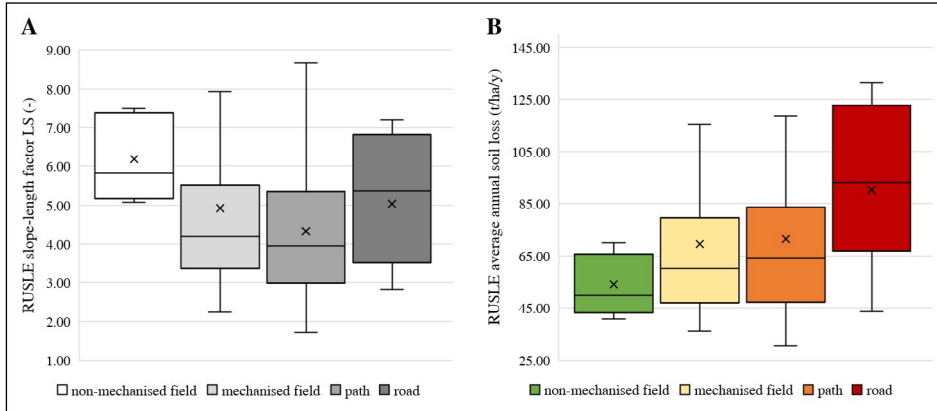 A
RUSLE slope-length factor LS (-)
9.00
8.00
7.00
6.00
5.00
4.00
3.00
2.00
1.00
non-mechanised field mechanised field path road
B
RUSLE average annual soil loss (t/ha/y)
145.00
125.00
105.00
85.00
65.00
45.00
25.00
non-mechanised field mechanised field path road